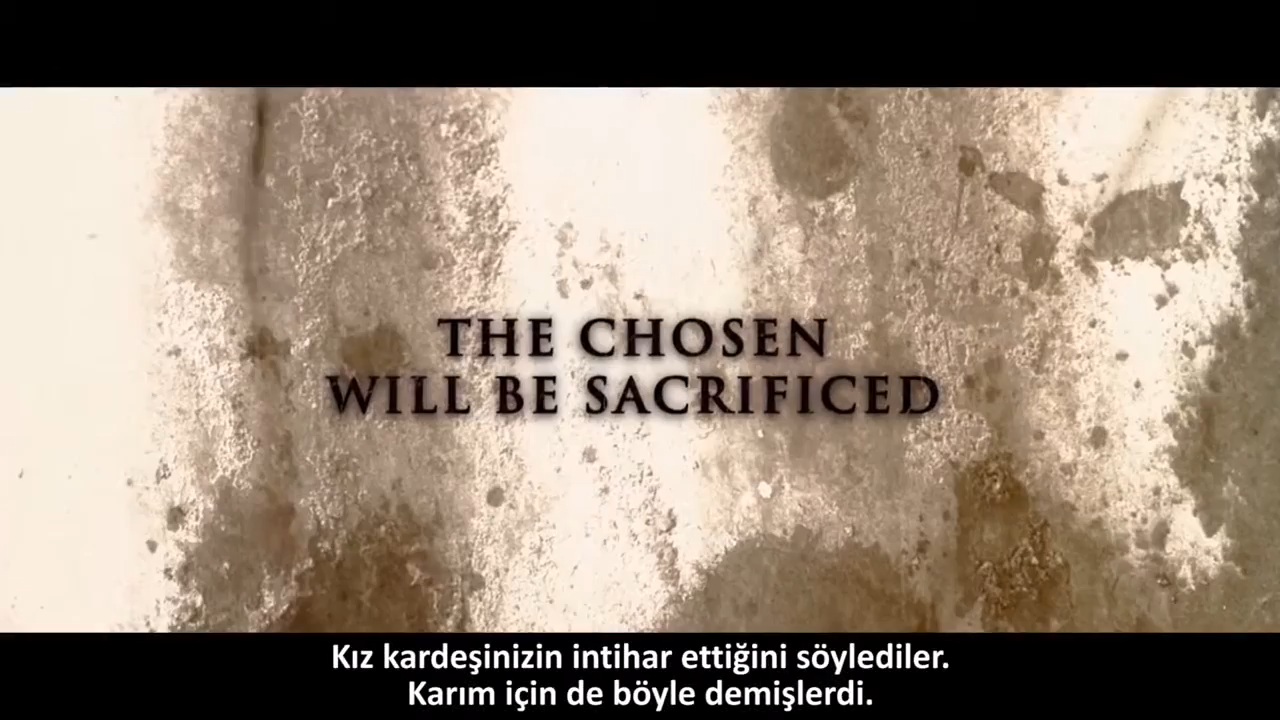 THE CHOSEN
WILL BE SACRIFICED
Kız kardeşinizin intihar ettiğini söylediler.
Karım için de böyle demişlerdi.